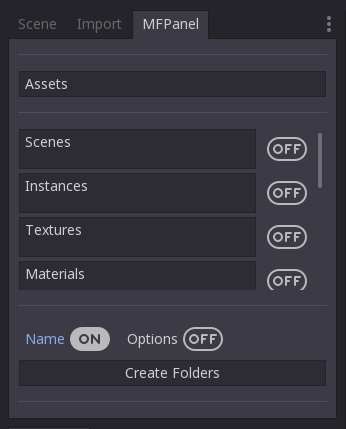 Scene Import MFPanel
Assets
Scenes OFF
Instances OFF
Textures OFF
Materials OFF
Name ON Options OFF
Create Folders